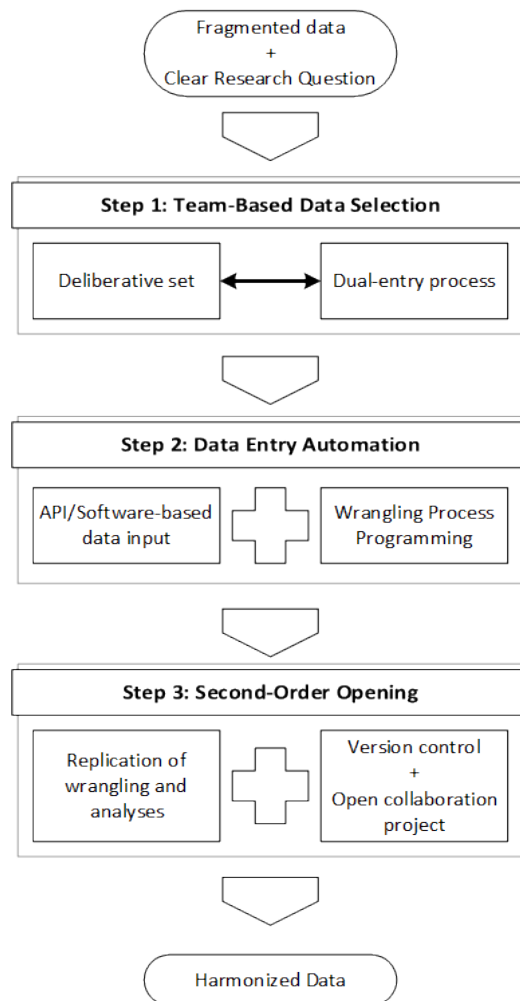 Fragmented data
+
Clear Research Question
Step 1: Team-Based Data Selection
Deliberative set
Dual-entry process
Step 2: Data Entry Automation
API/Software-based
data input
Wrangling Process
Programming
Step 3: Second-Order Opening
Replication of
wrangling and
analyses
Version control
+
Open collaboration
project
Harmonized Data